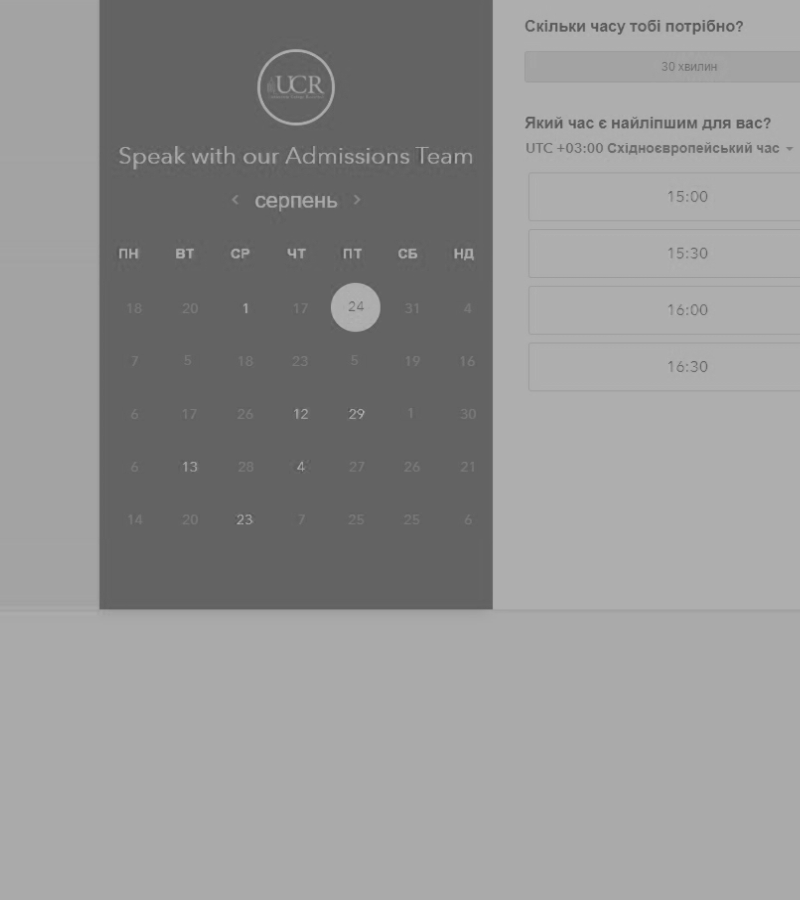 UCR
Speak with our Admissions Team
серпень
ПН ВТ СР ЧТ ПТ СБ НД
18 20 1 17 24 31 4
7 5 18 23 5 19 16
6 17 26 12 29 1 30
6 13 28 4 27 26 21
14 20 23 7 25 25 6
Скільки часу тобі потрібно?
30 хвилин
Який час є найліпшим для вас?
UTC +03:00 Східноєвропейський час
15:00
15:30
16:00
16:30